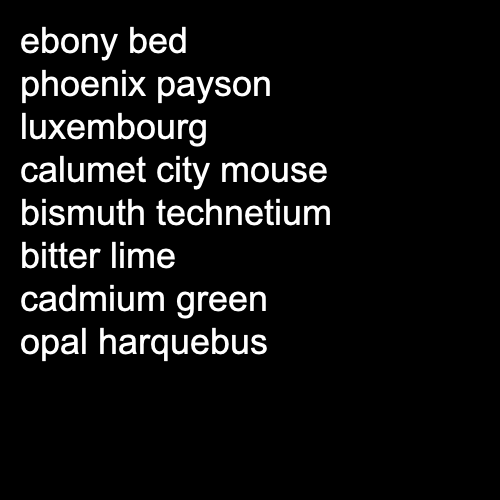 ebony bed
phoenix payson
luxembourg
calumet city mouse
bismuth technetium
bitter lime
cadmium green
opal harquebus